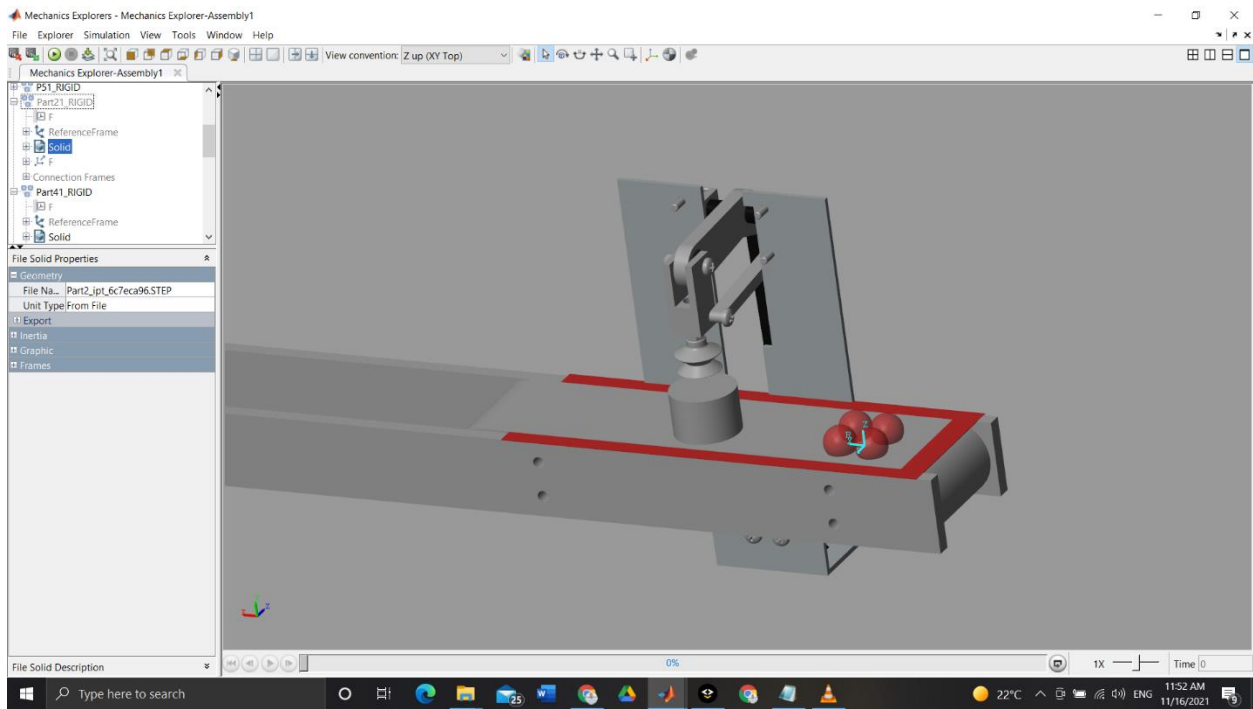 Mechanics Explorers - Mechanics Explorer-Assembly1
File Explorer Simulation View Tools Window Help
View convention: Z up (XY Top)
Mechanics Explorer-Assembly1
P51_RIGID
Part21_RIGID
F
ReferenceFrame
Solid
F
Connection Frames
Part41_RIGID
F
ReferenceFrame
Solid
File Solid Properties
Geometry
File Na... Part2_ipt_6c7eca96.STEP
Unit Type From File
Export
Inertia
Graphic
Frames
File Solid Description
0%
1X
Time 0
Type here to search
25
22°C
ENG
11:52 AM
11/16/2021
9